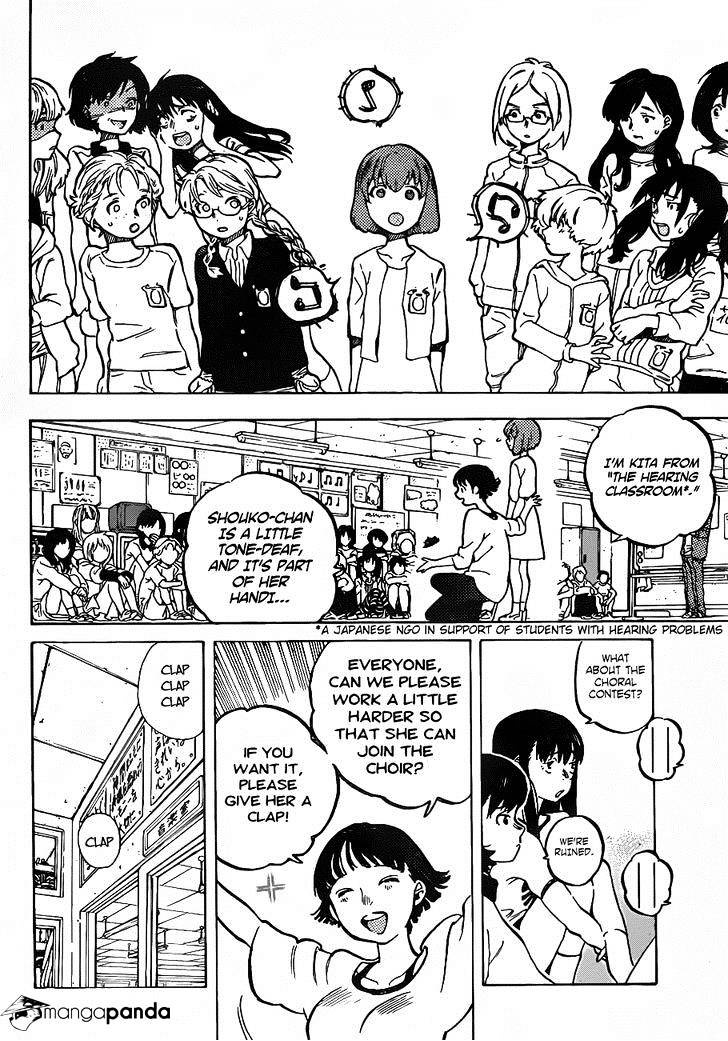 I'M KITA FROM
"THE HEARING
CLASSROOM*."
SHOUKO-CHAN
IS A LITTLE
TONE-DEAF,
AND IT'S PART
OF HER
HANDI...
*A JAPANESE NGO IN SUPPORT OF STUDENTS WITH HEARING PROBLEMS
WHAT
ABOUT THE
CHORAL
CONTEST?
WE'RE
RUINED.
EVERYONE,
CAN WE PLEASE
WORK A LITTLE
HARDER SO
THAT SHE CAN
JOIN THE
CHOIR?
IF YOU
WANT IT,
PLEASE
GIVE HER A
CLAP!
CLAP
CLAP
CLAP
CLAP
音楽室
mangapanda